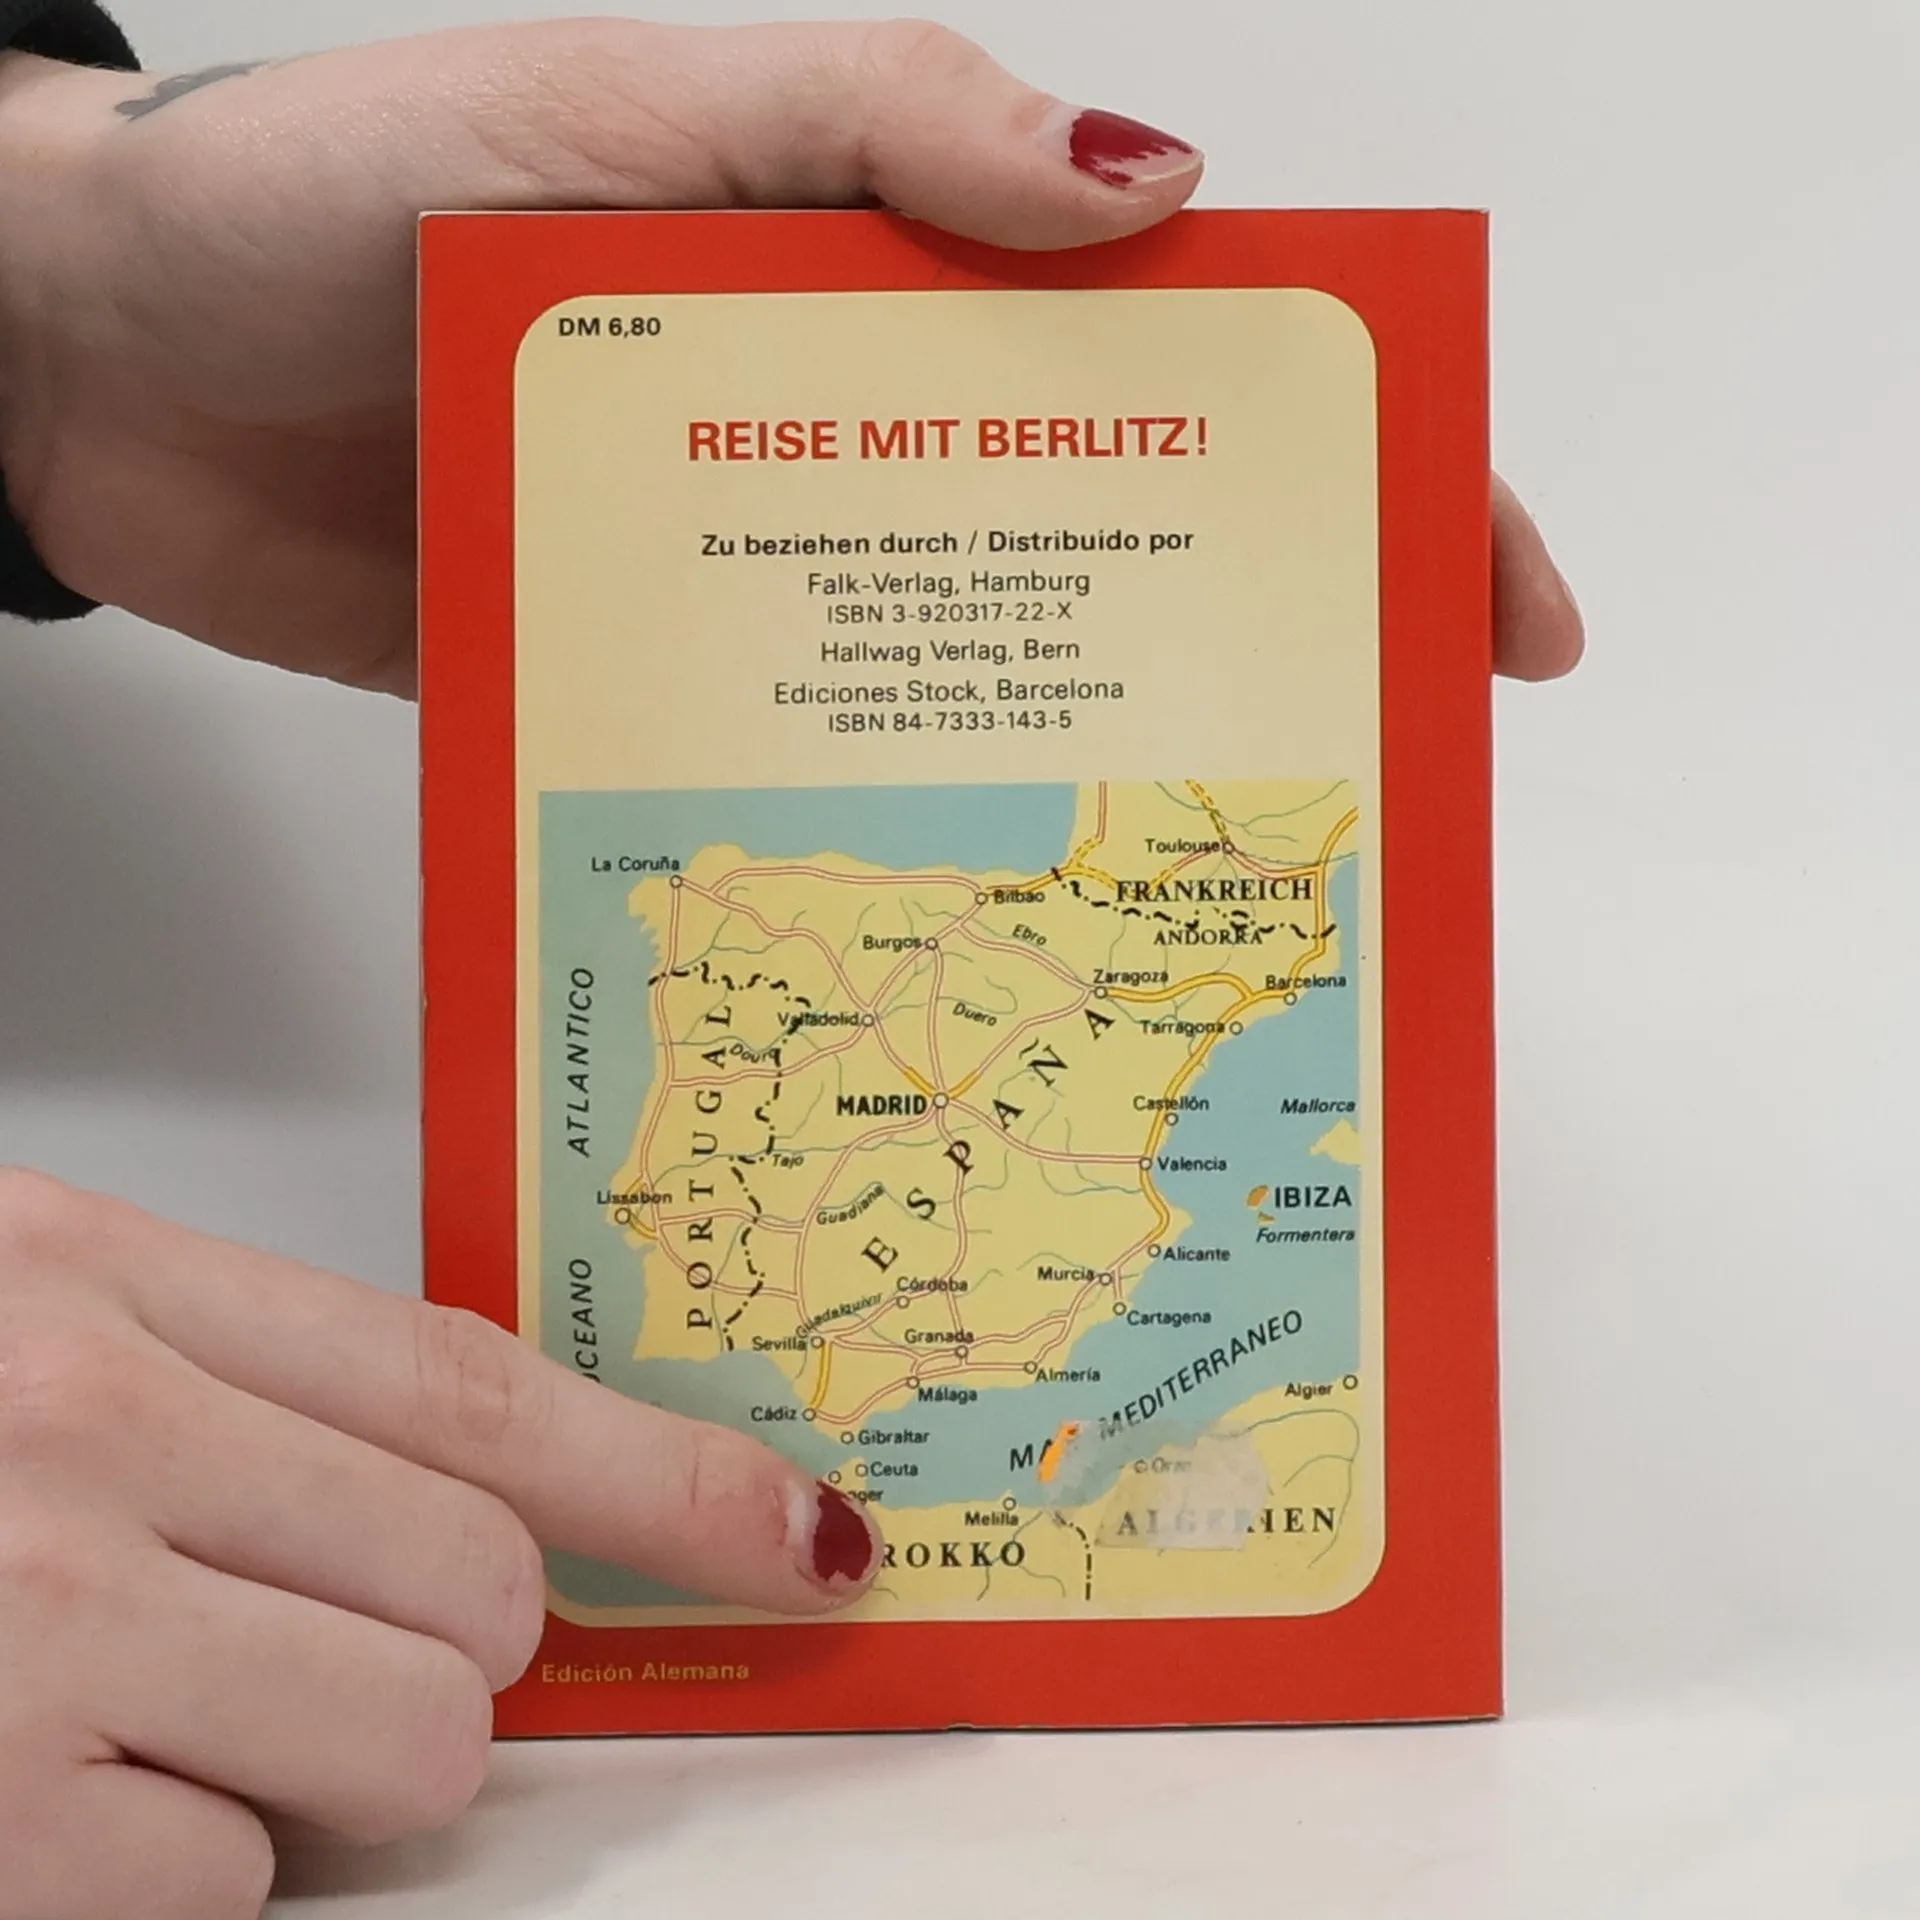 DM 6,80
REISE MIT BERLITZ!
Zu beziehen durch / Distribuido por
Falk-Verlag, Hamburg
ISBN 3-920317-22-X
Hallwag Verlag, Bern
Ediciones Stock, Barcelona
ISBN 84-7333-143-5
Toulouse
La Coruña
FRANKREICH
Bilbao
Ebro
ANDORRA
Burgos
Zaragoza
Barcelona
Duero
Valladolid
Tarragona
Douro
ATLANTICO
PORTUGAL
ESPAÑA
MADRID
Castellón
Mallorca
Tajo
Valencia
Lissabon
IBIZA
Guadiana
Formentera
Alicante
Murcia
Córdoba
Guadalquivir
Cartagena
Granada
Sevilla
Almería
MEDITERRANEO
Algier
Málaga
Cádiz
Gibraltar
Ceuta
Melilla
Edición Alemana